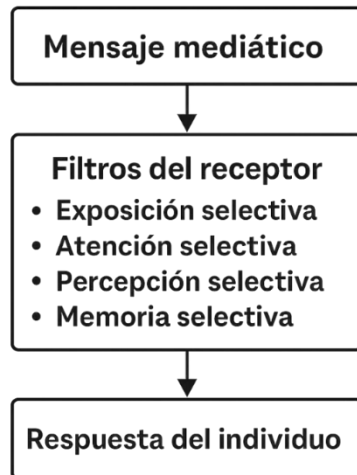 Mensaje mediático
Filtros del receptor
• Exposición selectiva
• Atención selectiva
• Percepción selectiva
• Memoria selectiva
Respuesta del individuo